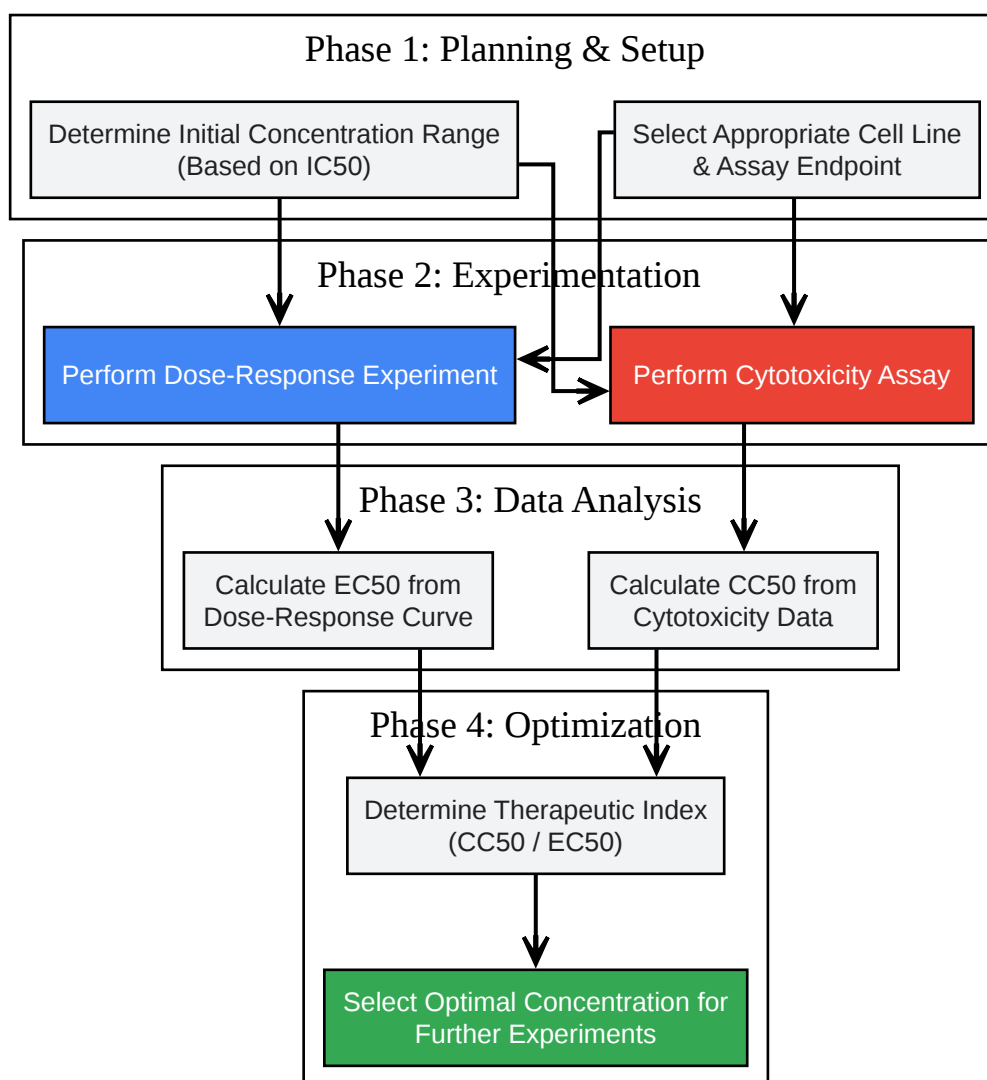 Phase 1: Planning & Setup
Determine Initial Concentration Range
(Based on IC50)
Select Appropriate Cell Line
& Assay Endpoint
Phase 2: Experimentation
Perform Dose-Response Experiment
Perform Cytotoxicity Assay
Phase 3: Data Analysis
Calculate EC50 from
Dose-Response Curve
Calculate CC50 from
Cytotoxicity Data
Phase 4: Optimization
Determine Therapeutic Index
(CC50 / EC50)
Select Optimal Concentration for
Further Experiments